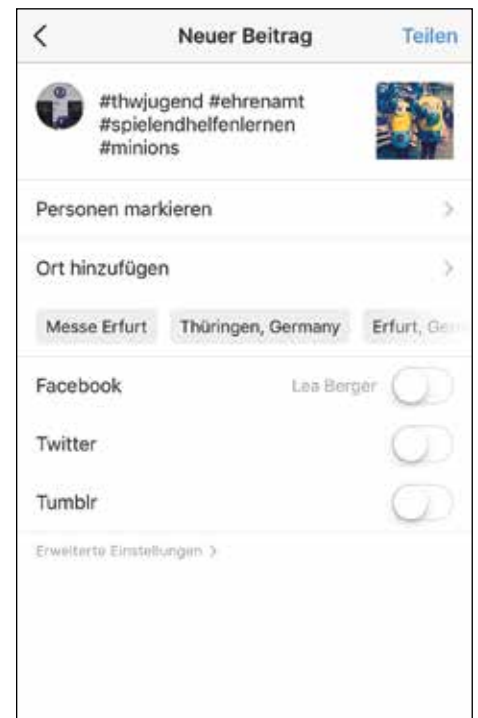 Neuer Beitrag Teilen
#thwjugend #ehrenamt
#spielendhelfenlernen
#minions
Personen markieren
Ort hinzufügen
Messe Erfurt Thüringen, Germany Erfurt,
Facebook Lea Berger
Twitter
Tumblr
Erweiterte Einstellungen